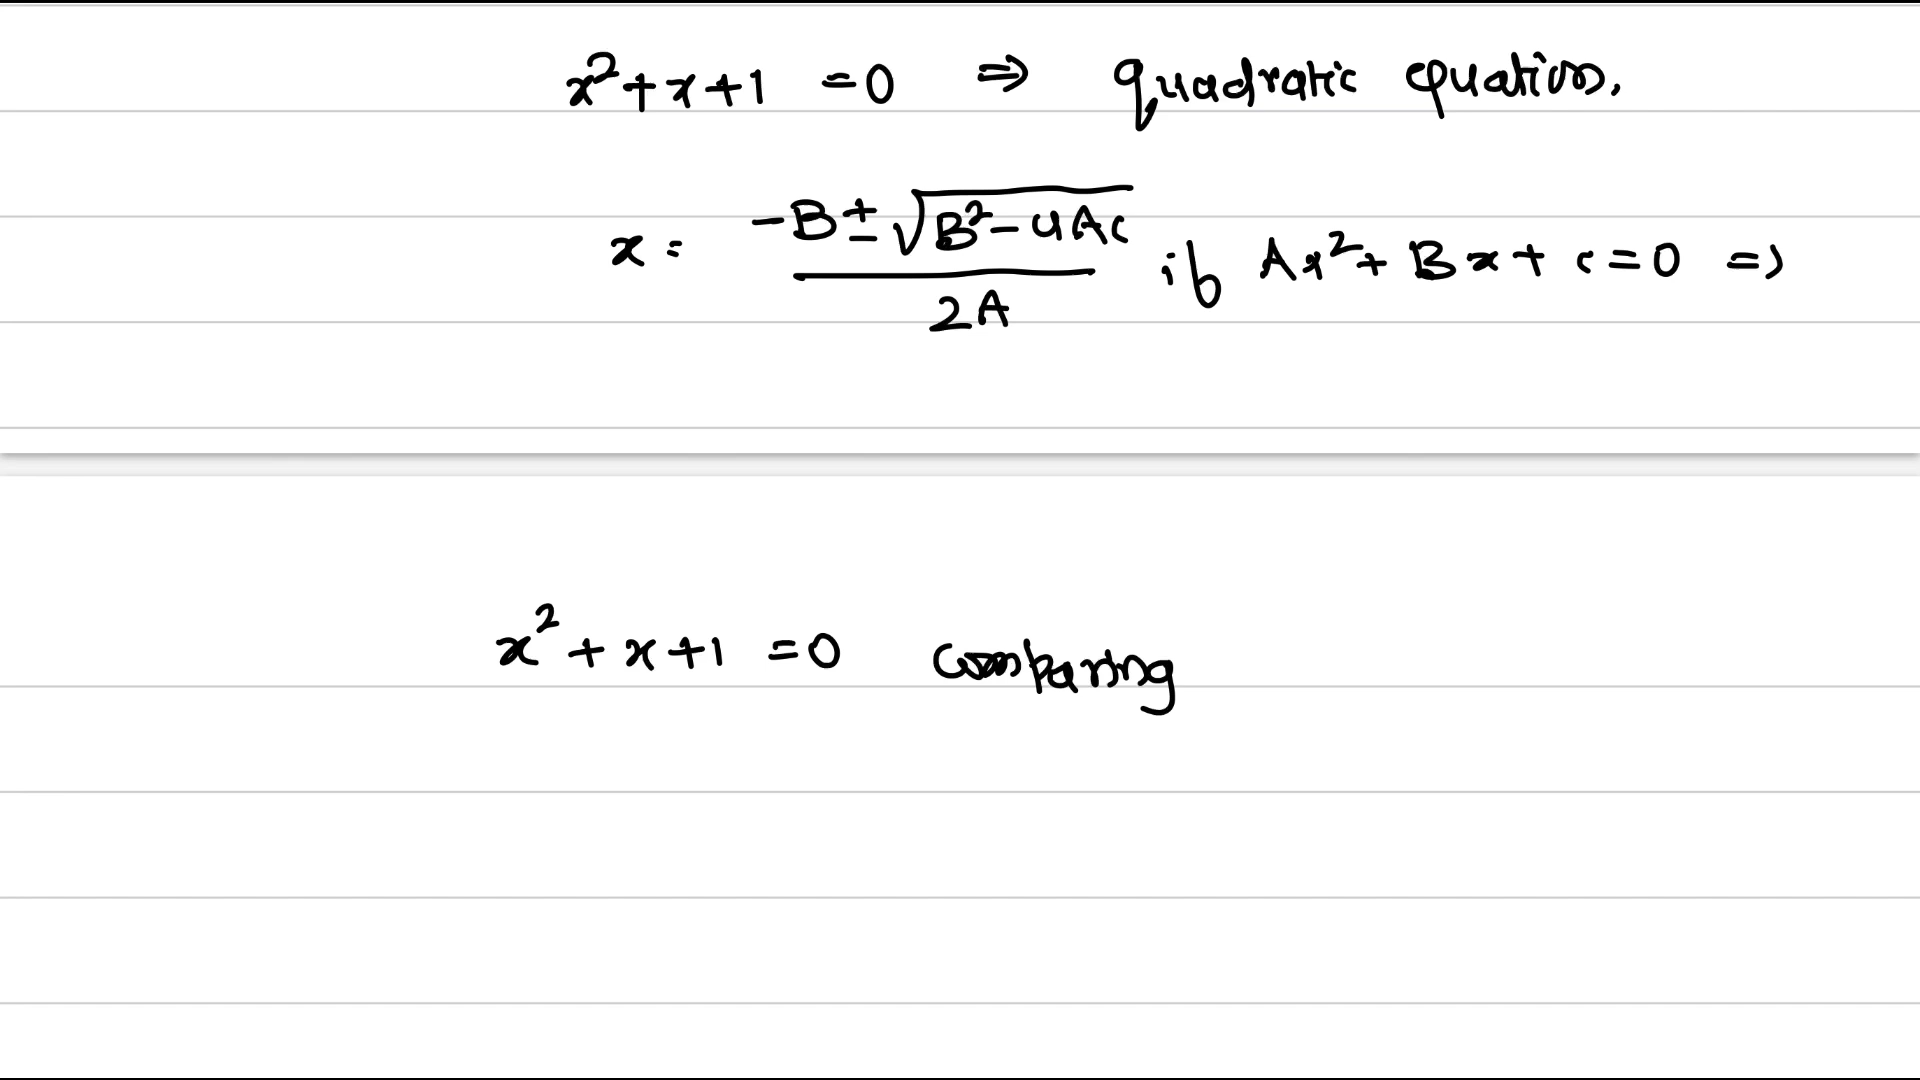 x² + x + 1 = 0 ⇒ quadratic equation.
x = (-B ± √(B² - 4AC)) / 2A if Ax² + Bx + c = 0 ⇒
x² + x + 1 = 0 comparing